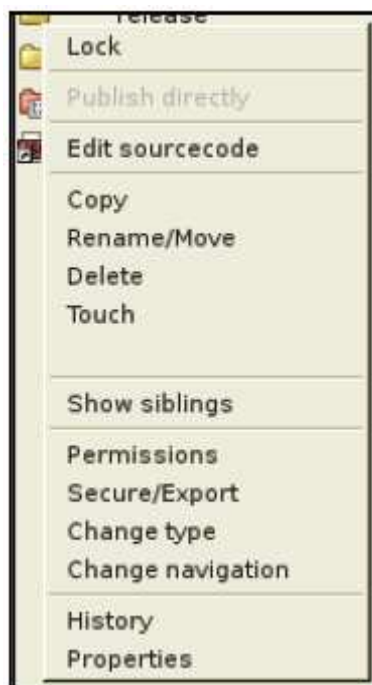 release
Lock
Publish directly
Edit sourcecode
Copy
Rename/Move
Delete
Touch
Show siblings
Permissions
Secure/Export
Change type
Change navigation
History
Properties